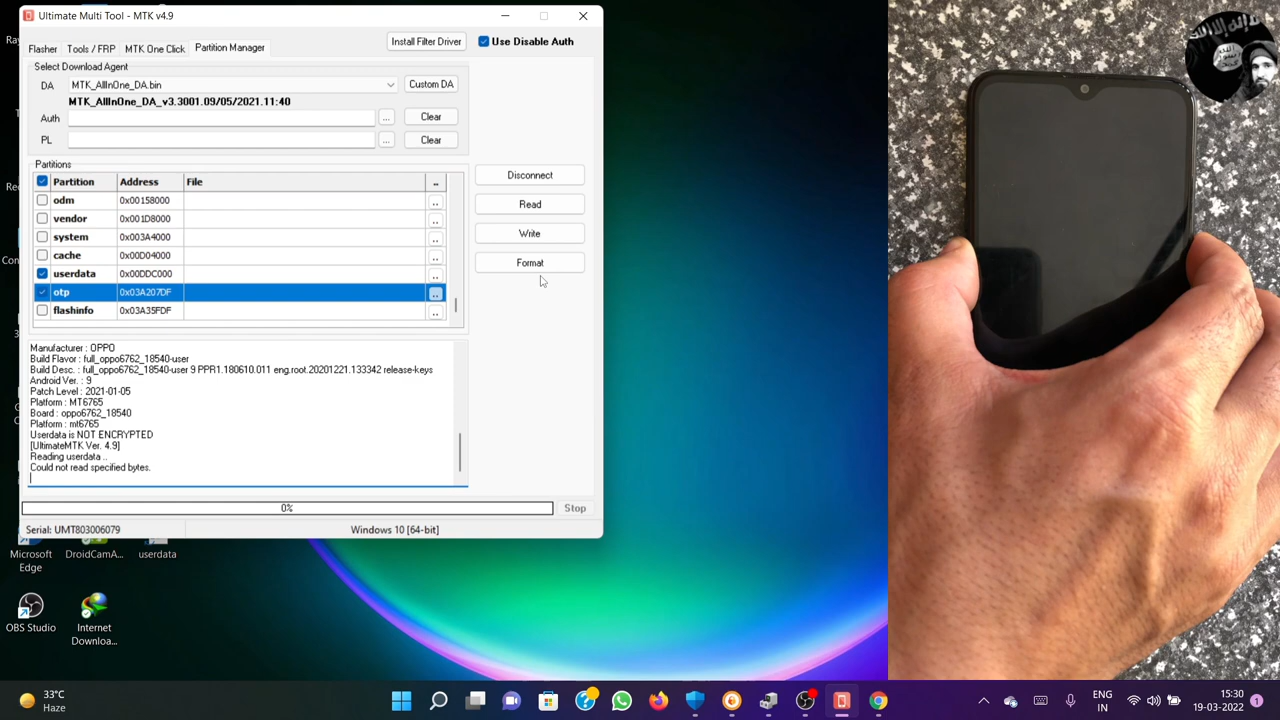 Ultimate Multi Tool - MTK v4.9
Flasher
Tools / FRP
MTK One Click
Partition Manager
Install Filter Driver
Use Disable Auth
Select Download Agent
DA
MTK_AllInOne_DA.bin
Custom DA
MTK_AllInOne_DA_v3.3001.09/05/2021.11:40
Auth
...
Clear
PL
...
Clear
Partitions
Partition Address File ..
odm 0x00158000 ..
vendor 0x001D8000 ..
system 0x003A4000 ..
cache 0x00D04000 ..
userdata 0x00DDC000 ..
otp 0x03A207DF ..
flashinfo 0x03A35FDF ..
Disconnect
Read
Write
Format
Manufacturer : OPPO
Build Flavor : full_oppo6762_18540-user
Build Desc. : full_oppo6762_18540-user 9 PPR1.180610.011 eng.root.20201221.133342 release-keys
Android Ver. : 9
Patch Level : 2021-01-05
Platform : MT6765
Board : oppo6762_18540
Platform : mt6765
Userdata is NOT ENCRYPTED
[UltimateMTK Ver. 4.9]
Reading userdata ..
Could not read specified bytes.
0%
Stop
Serial: UMT803006079
Windows 10 [64-bit]
Microsoft
Edge
DroidCamA...
userdata
OBS Studio
Internet
Downloa...
33°C
Haze
ENG
IN
15:30
19-03-2022
1